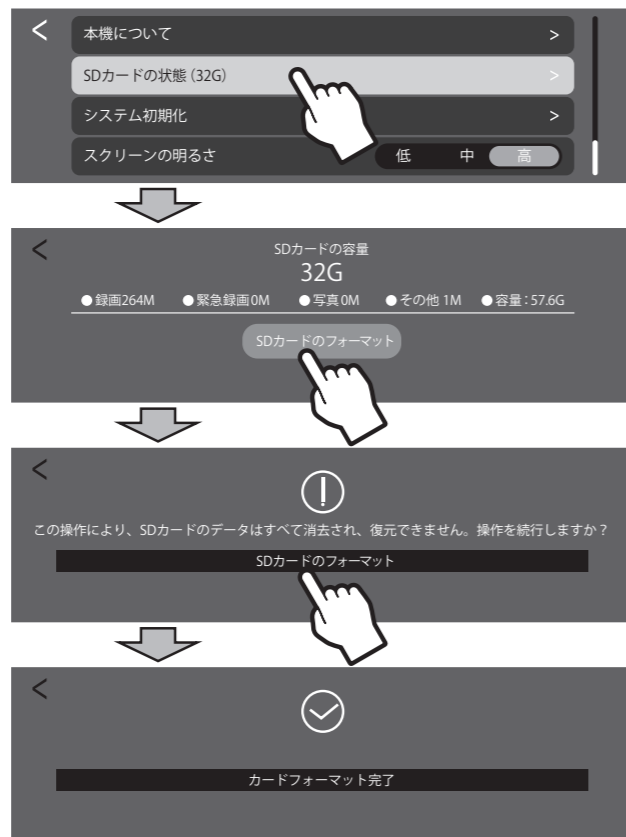 <
本機について >
SDカードの状態（32G） >
システム初期化 >
スクリーンの明るさ 低 中 高
<
SDカードの容量
32G
●録画264M ●緊急録画0M ●写真0M ●その他 1M ●容量：57.6G
SDカードのフォーマット
<
この操作により、SDカードのデータはすべて消去され、復元できません。操作を続行しますか？
SDカードのフォーマット
<
カードフォーマット完了